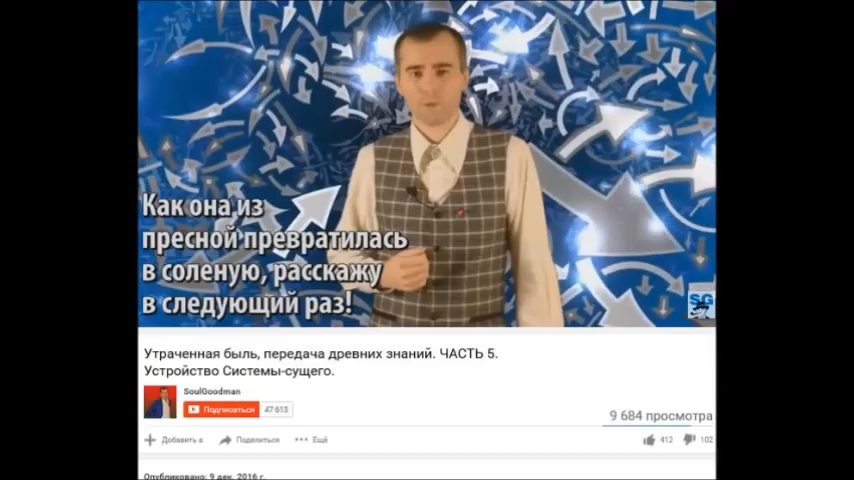 Как она из
пресной превратилась
в соленую, расскажу
в следующий раз!
SG
Утраченная быль, передача древних знаний. ЧАСТЬ 5.
Устройство Системы-сущего.
SoulGoodman
Подписаться 47 613
9 684 просмотра
Добавить в Поделиться Ещё 412 102
Опубликовано: 9 дек. 2016 г.